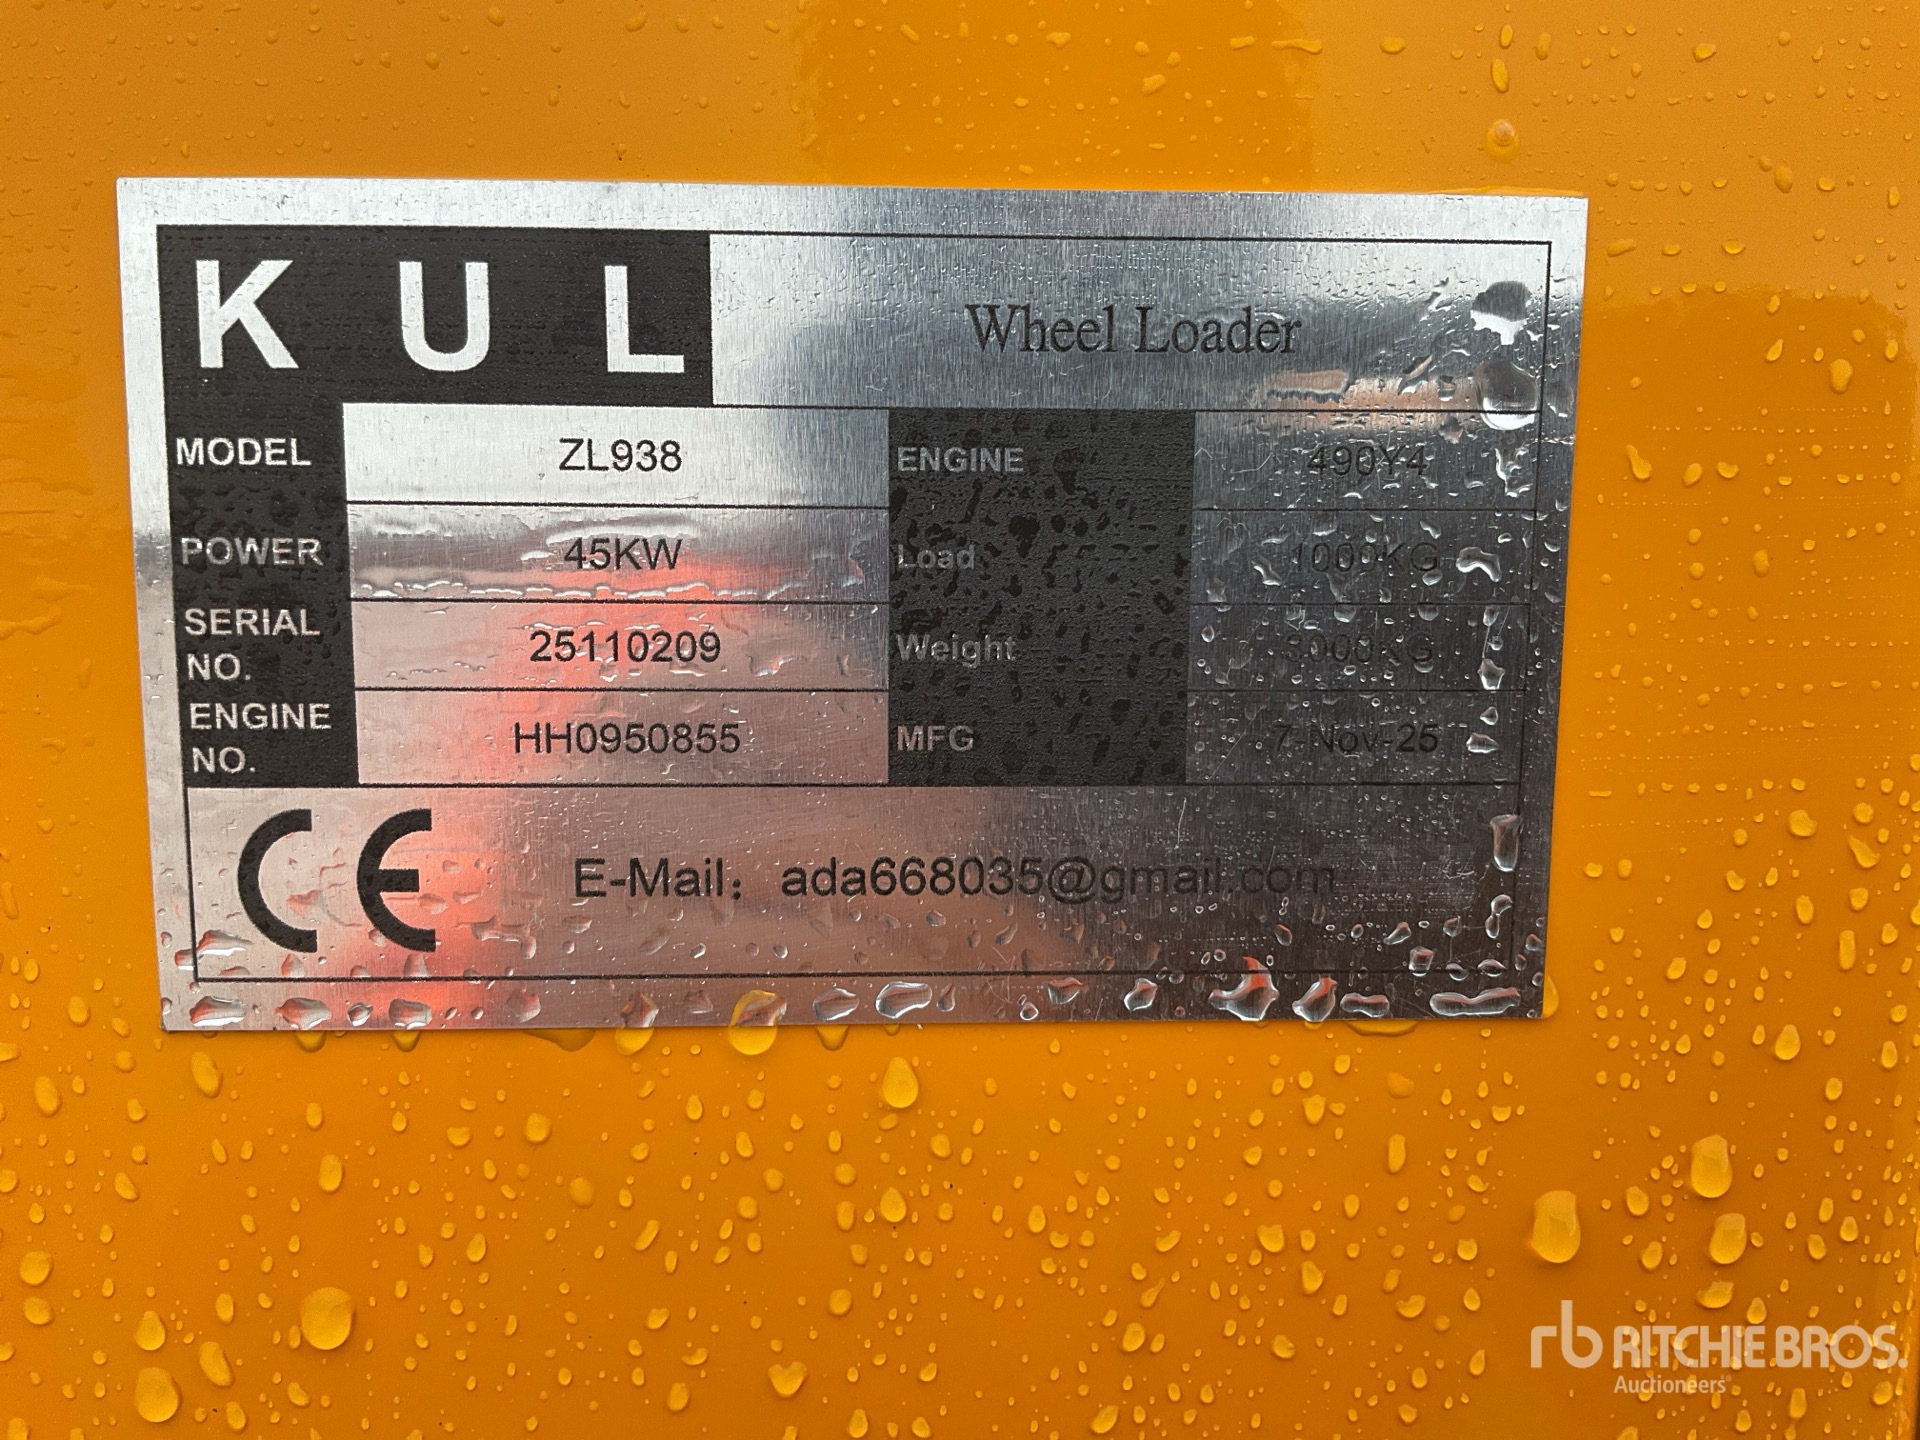 K U L Wheel Loader
MODEL ZL938 ENGINE 490Y4
POWER 45KW Load 1000KG
SERIAL NO. 25110209 Weight
ENGINE NO. HH0950855 MFG 7-Nov-25
CE E-Mail：ada668035@gmail.com
rb RITCHIE BROS.
Auctioneers